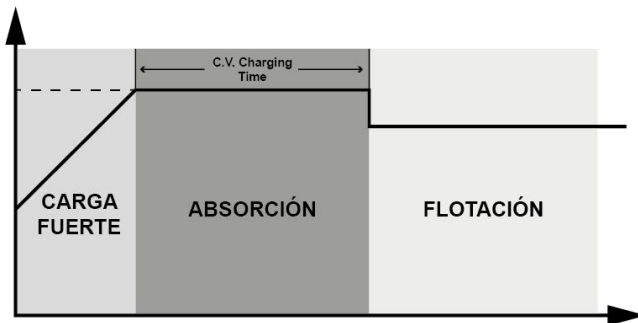 C.V. Charging
Time
CARGA
FUERTE
ABSORCIÓN
FLOTACIÓN